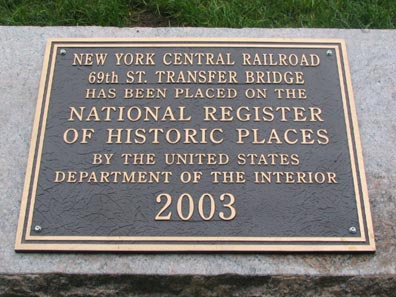 NEW YORK CENTRAL RAILROAD
69th ST. TRANSFER BRIDGE
HAS BEEN PLACED ON THE
NATIONAL REGISTER
OF HISTORIC PLACES
BY THE UNITED STATES
DEPARTMENT OF THE INTERIOR
2003